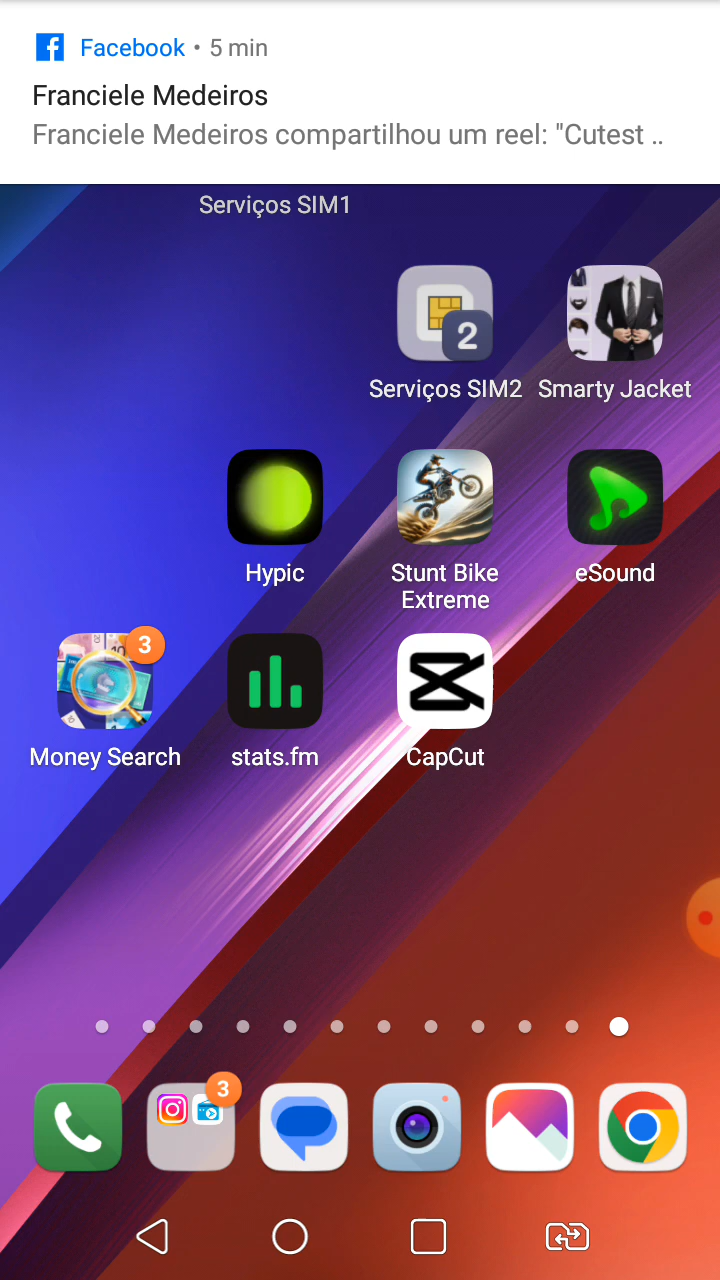 Facebook • 5 min
Franciele Medeiros
Franciele Medeiros compartilhou um reel: "Cutest ..
Serviços SIM1
2
Serviços SIM2
Smarty Jacket
Hypic
Stunt Bike
Extreme
eSound
3
Money Search
stats.fm
CapCut
3